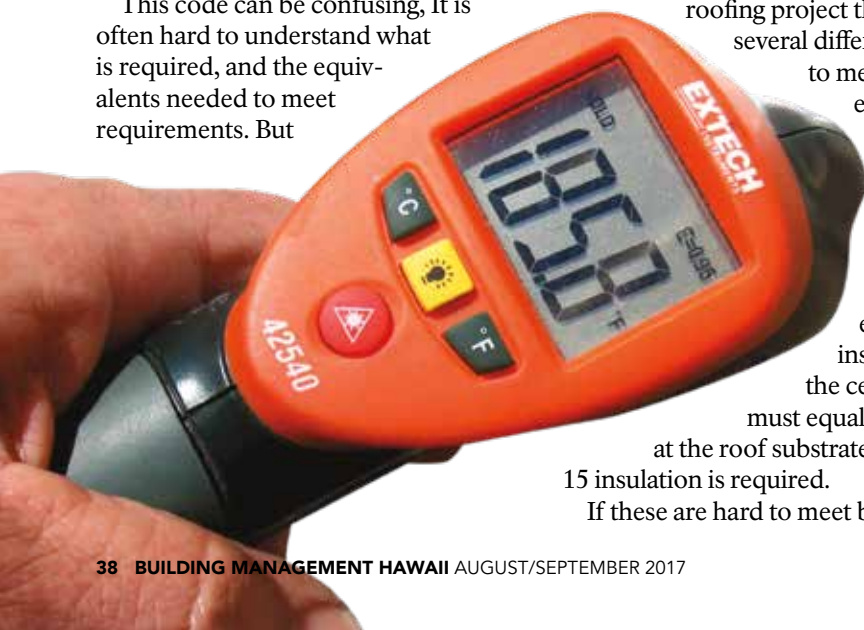 This code can be confusing, It is
often hard to understand what
is required, and the equiv-
alents needed to meet
requirements. But
roofing project th
several differ
to me
e
EXTECH
INSTRUMENTS
HOLD
185.8 °F
E=0.95
°C
°F
42540
e
ins
the ce
must equal
at the roof substrate
15 insulation is required.
If these are hard to meet b
38 BUILDING MANAGEMENT HAWAII AUGUST/SEPTEMBER 2017